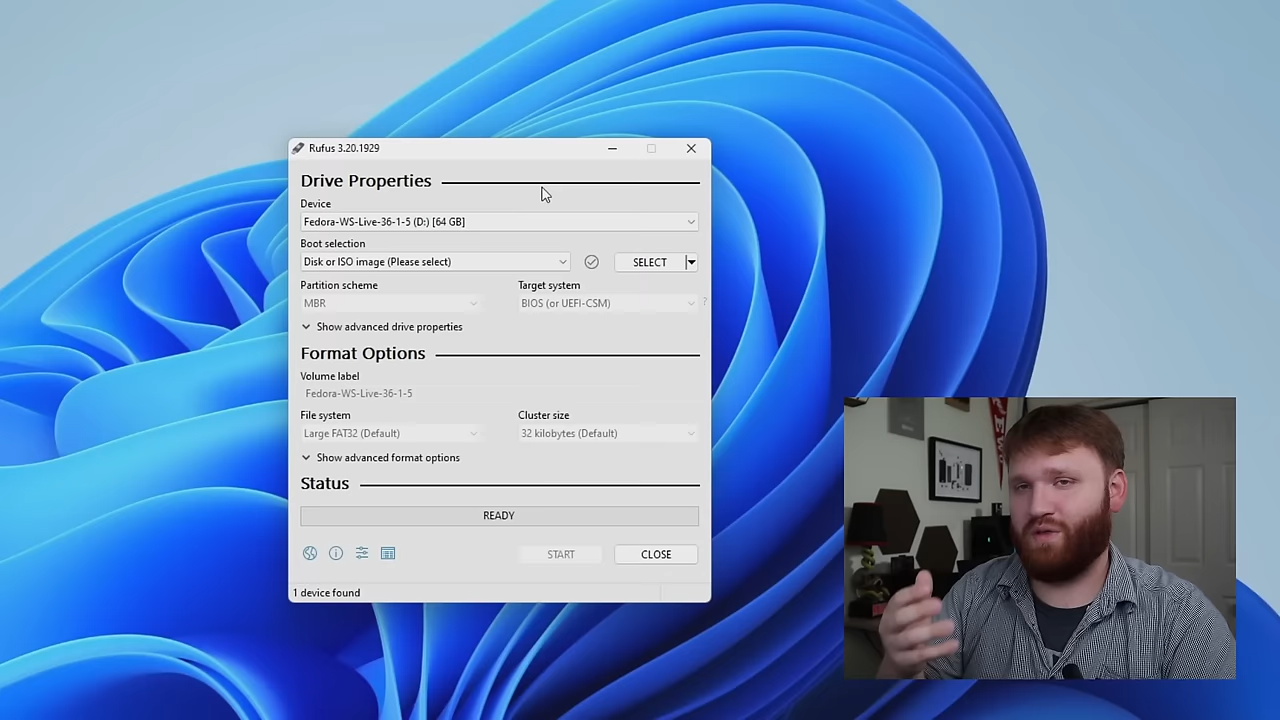 Rufus 3.20.1929
Drive Properties
Device
Fedora-WS-Live-36-1-5 (D:) [64 GB]
Boot selection
Disk or ISO image (Please select)
SELECT
Partition scheme
Target system
MBR
BIOS (or UEFI-CSM)
?
Show advanced drive properties
Format Options
Volume label
Fedora-WS-Live-36-1-5
File system
Cluster size
Large FAT32 (Default)
32 kilobytes (Default)
Show advanced format options
Status
READY
START
CLOSE
1 device found